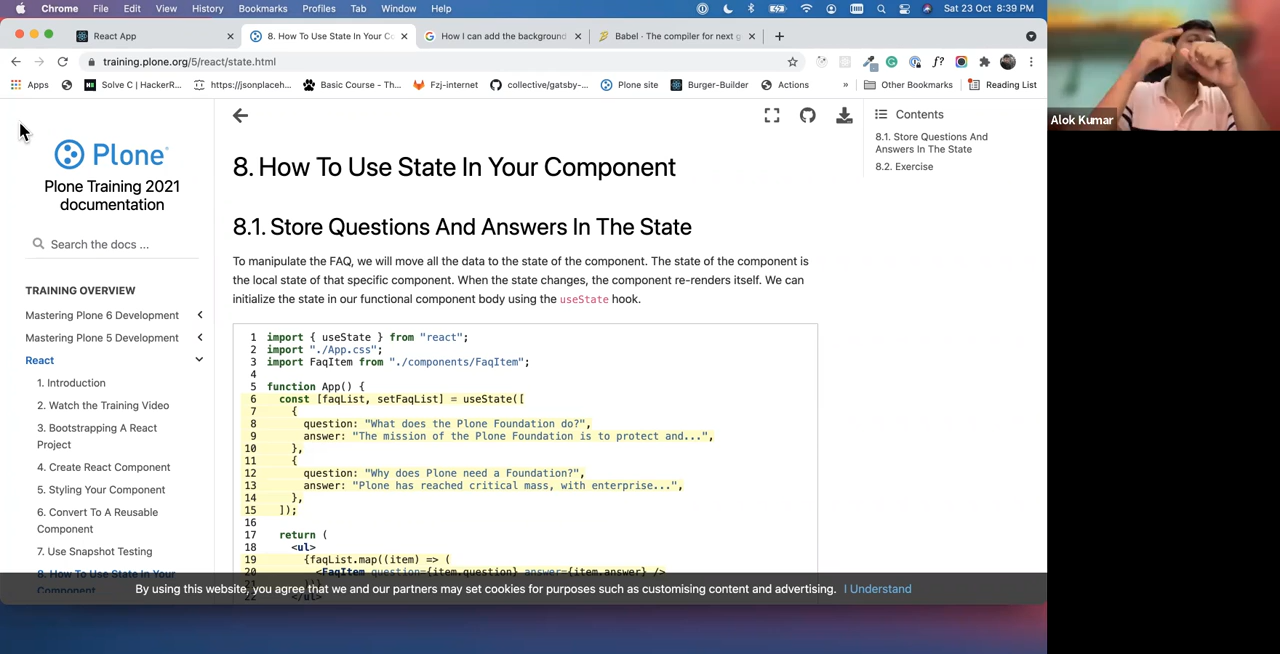 Chrome File Edit View History Bookmarks Profiles Tab Window Help Sat 23 Oct 8:39 PM
React App 8. How To Use State In Your Co How I can add the background Babel · The compiler for next g
training.plone.org/5/react/state.html
Apps Solve C | HackerR... https://jsonplaceh... Basic Course - Th... Fzj-internet collective/gatsby-... Plone site Burger-Builder Actions » Other Bookmarks Reading List
Alok Kumar
Plone
Plone Training 2021
documentation
Search the docs ...
TRAINING OVERVIEW
Mastering Plone 6 Development
Mastering Plone 5 Development
React
1. Introduction
2. Watch the Training Video
3. Bootstrapping A React
Project
4. Create React Component
5. Styling Your Component
6. Convert To A Reusable
Component
7. Use Snapshot Testing
8. How To Use State In Your
Component
8. How To Use State In Your Component
8.1. Store Questions And Answers In The State
To manipulate the FAQ, we will move all the data to the state of the component. The state of the component is
the local state of that specific component. When the state changes, the component re-renders itself. We can
initialize the state in our functional component body using the useState hook.
1 import { useState } from "react";
2 import "./App.css";
3 import FaqItem from "./components/FaqItem";
4
5 function App() {
6 const [faqList, setFaqList] = useState([
7 {
8 question: "What does the Plone Foundation do?",
9 answer: "The mission of the Plone Foundation is to protect and...",
10 },
11 {
12 question: "Why does Plone need a Foundation?",
13 answer: "Plone has reached critical mass, with enterprise...",
14 },
15 ]);
16
17 return (
18 <ul>
19 {faqList.map((item) => (
20 <FaqItem question={item.question} answer={item.answer} />
22 </ul>
Contents
8.1. Store Questions And
Answers In The State
8.2. Exercise
By using this website, you agree that we and our partners may set cookies for purposes such as customising content and advertising. I Understand